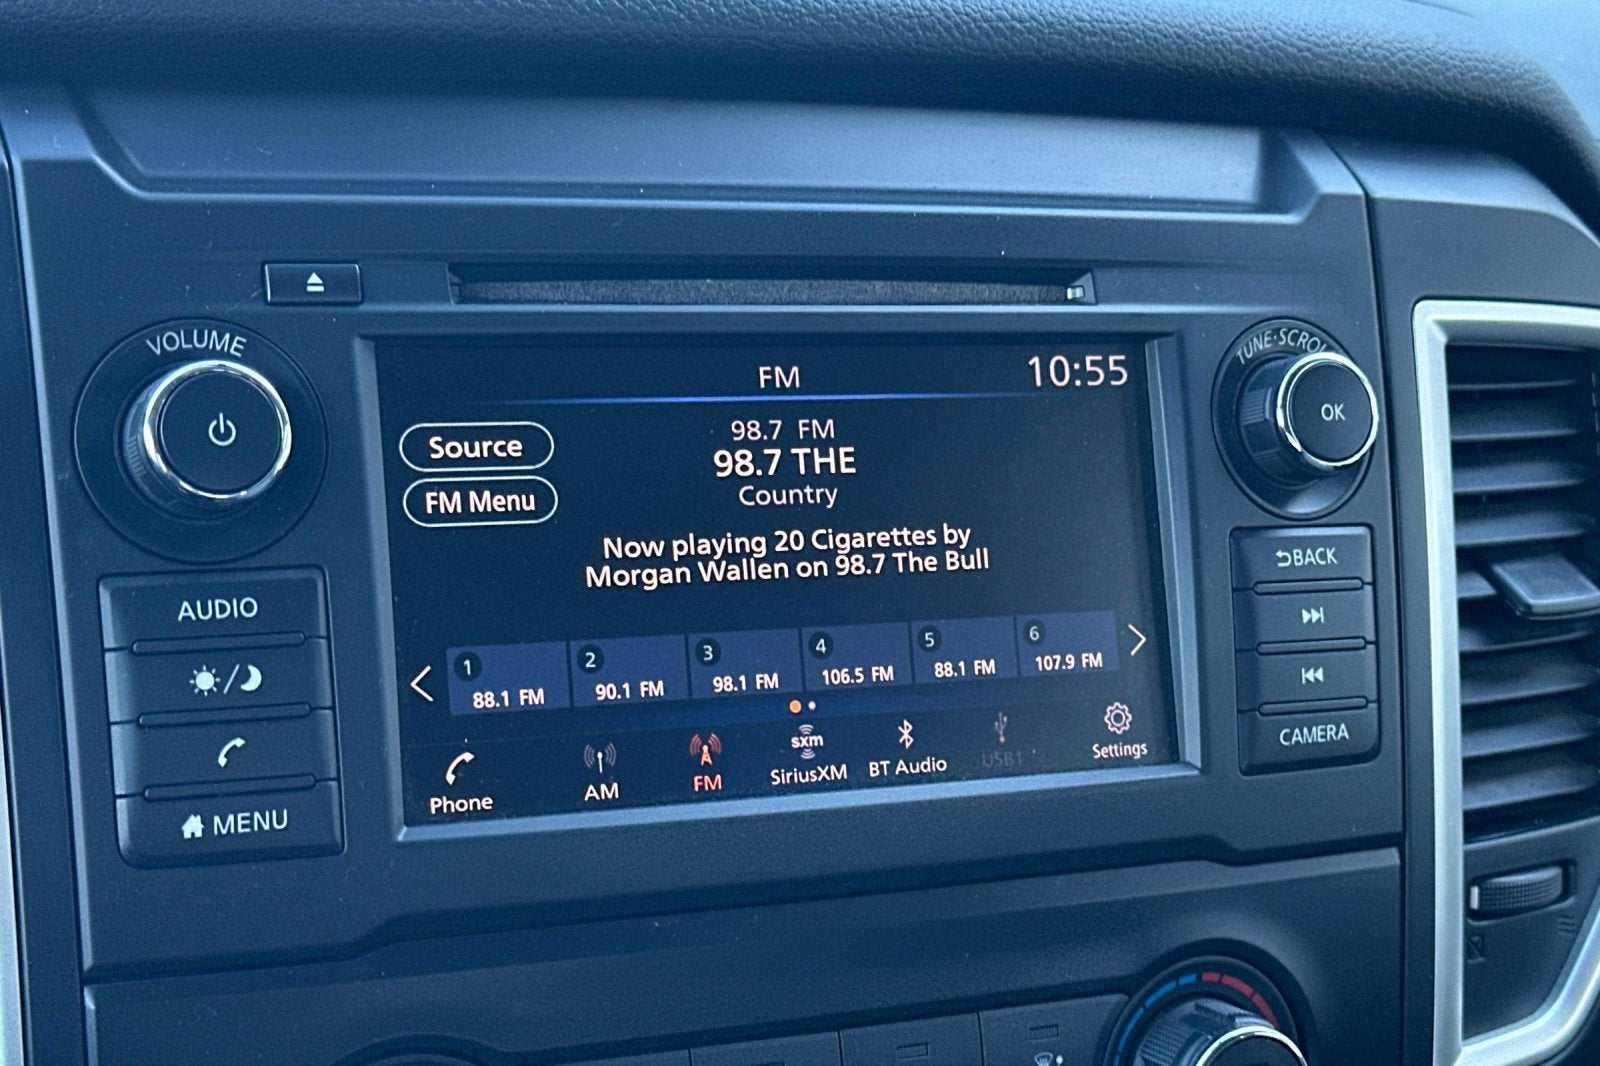 VOLUME
TUNE·SCROLL
OK
FM
10:55
Source
FM Menu
98.7 FM
98.7 THE
Country
Now playing 20 Cigarettes by
Morgan Wallen on 98.7 The Bull
1
88.1 FM
2
90.1 FM
3
98.1 FM
4
106.5 FM
5
88.1 FM
6
107.9 FM
Phone
AM
FM
sxm
SiriusXM
BT Audio
USB1
Settings
AUDIO
MENU
BACK
CAMERA